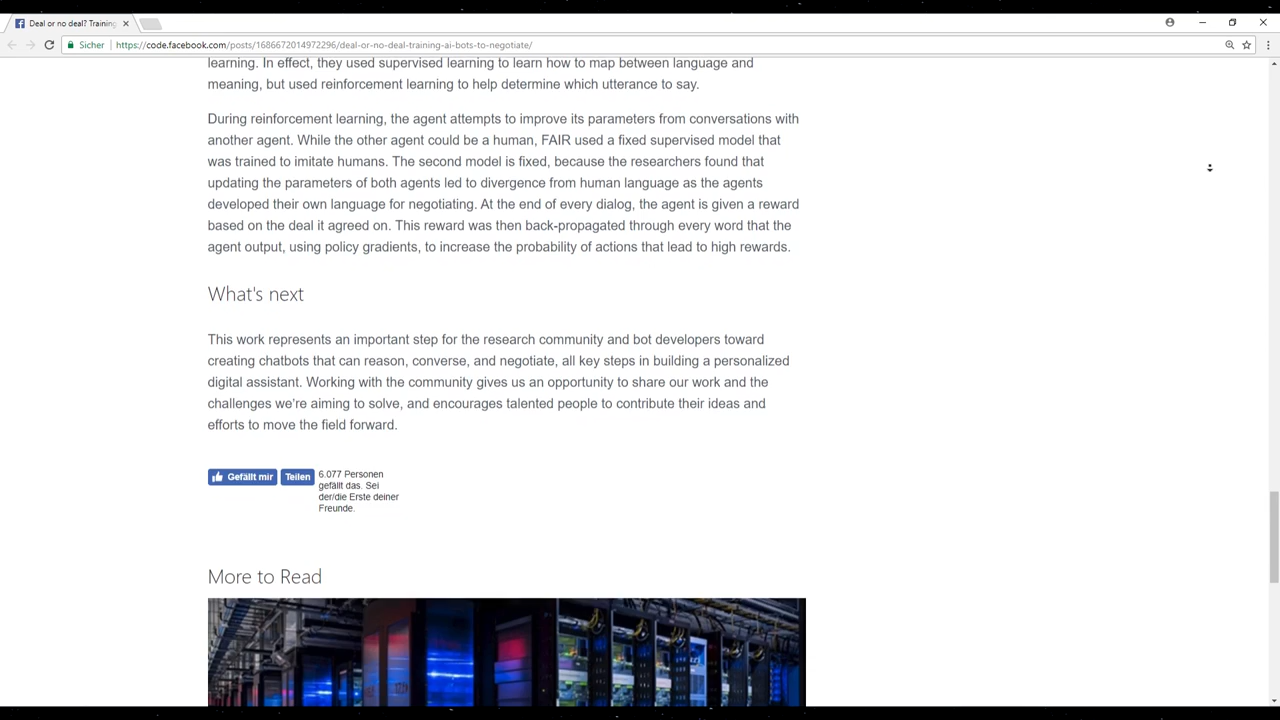 Deal or no deal? Training
Sicher
https://code.facebook.com/posts/1686672014972296/deal-or-no-deal-training-ai-bots-to-negotiate/
learning. In effect, they used supervised learning to learn how to map between language and
meaning, but used reinforcement learning to help determine which utterance to say.
During reinforcement learning, the agent attempts to improve its parameters from conversations with
another agent. While the other agent could be a human, FAIR used a fixed supervised model that
was trained to imitate humans. The second model is fixed, because the researchers found that
updating the parameters of both agents led to divergence from human language as the agents
developed their own language for negotiating. At the end of every dialog, the agent is given a reward
based on the deal it agreed on. This reward was then back-propagated through every word that the
agent output, using policy gradients, to increase the probability of actions that lead to high rewards.
What's next
This work represents an important step for the research community and bot developers toward
creating chatbots that can reason, converse, and negotiate, all key steps in building a personalized
digital assistant. Working with the community gives us an opportunity to share our work and the
challenges we're aiming to solve, and encourages talented people to contribute their ideas and
efforts to move the field forward.
Gefällt mir
Teilen
6.077 Personen
gefällt das. Sei
der/die Erste deiner
Freunde.
More to Read